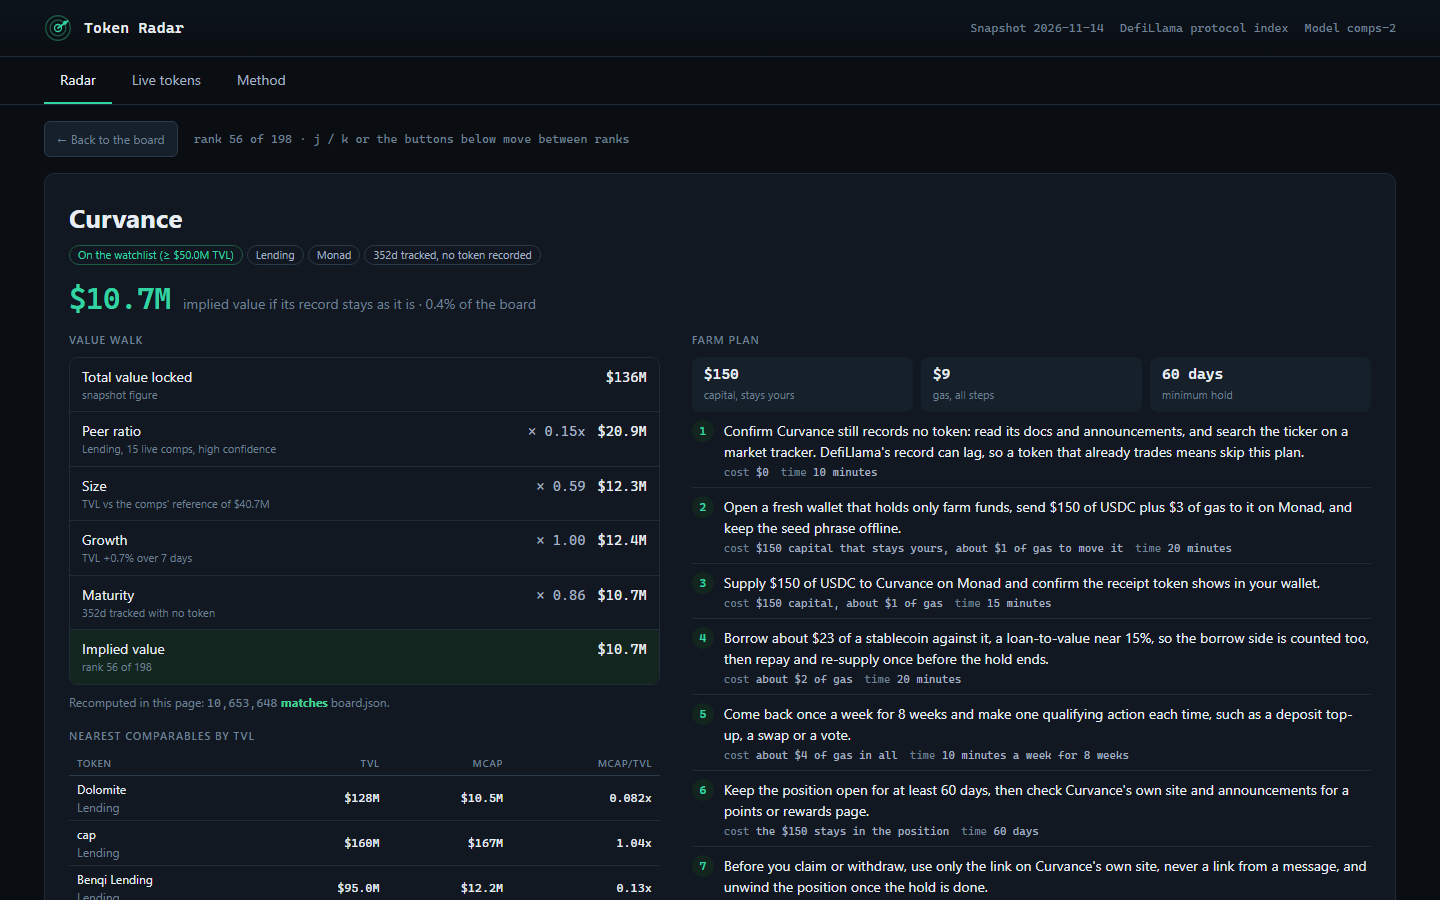 Token Radar
Snapshot 2026-11-14 DefiLlama protocol index Model comps-2
Radar Live tokens Method
← Back to the board
rank 56 of 198 · j / k or the buttons below move between ranks
Curvance
On the watchlist (≥ $50.0M TVL) Lending Monad 352d tracked, no token recorded
$10.7M implied value if its record stays as it is · 0.4% of the board
VALUE WALK
Total value locked $136M
snapshot figure
Peer ratio × 0.15x $20.9M
Lending, 15 live comps, high confidence
Size × 0.59 $12.3M
TVL vs the comps' reference of $40.7M
Growth × 1.00 $12.4M
TVL +0.7% over 7 days
Maturity × 0.86 $10.7M
352d tracked with no token
Implied value $10.7M
rank 56 of 198
Recomputed in this page: 10,653,648 matches board.json.
NEAREST COMPARABLES BY TVL
TOKEN TVL MCAP MCAP/TVL
Dolomite $128M $10.5M 0.082x
Lending
cap $160M $167M 1.04x
Lending
Benqi Lending $95.0M $12.2M 0.13x
Lending
FARM PLAN
$150
capital, stays yours
$9
gas, all steps
60 days
minimum hold
1 Confirm Curvance still records no token: read its docs and announcements, and search the ticker on a
market tracker. DefiLlama's record can lag, so a token that already trades means skip this plan.
cost $0 time 10 minutes
2 Open a fresh wallet that holds only farm funds, send $150 of USDC plus $3 of gas to it on Monad, and
keep the seed phrase offline.
cost $150 capital that stays yours, about $1 of gas to move it time 20 minutes
3 Supply $150 of USDC to Curvance on Monad and confirm the receipt token shows in your wallet.
cost $150 capital, about $1 of gas time 15 minutes
4 Borrow about $23 of a stablecoin against it, a loan-to-value near 15%, so the borrow side is counted too,
then repay and re-supply once before the hold ends.
cost about $2 of gas time 20 minutes
5 Come back once a week for 8 weeks and make one qualifying action each time, such as a deposit top-
up, a swap or a vote.
cost about $4 of gas in all time 10 minutes a week for 8 weeks
6 Keep the position open for at least 60 days, then check Curvance's own site and announcements for a
points or rewards page.
cost the $150 stays in the position time 60 days
7 Before you claim or withdraw, use only the link on Curvance's own site, never a link from a message, and
unwind the position once the hold is done.